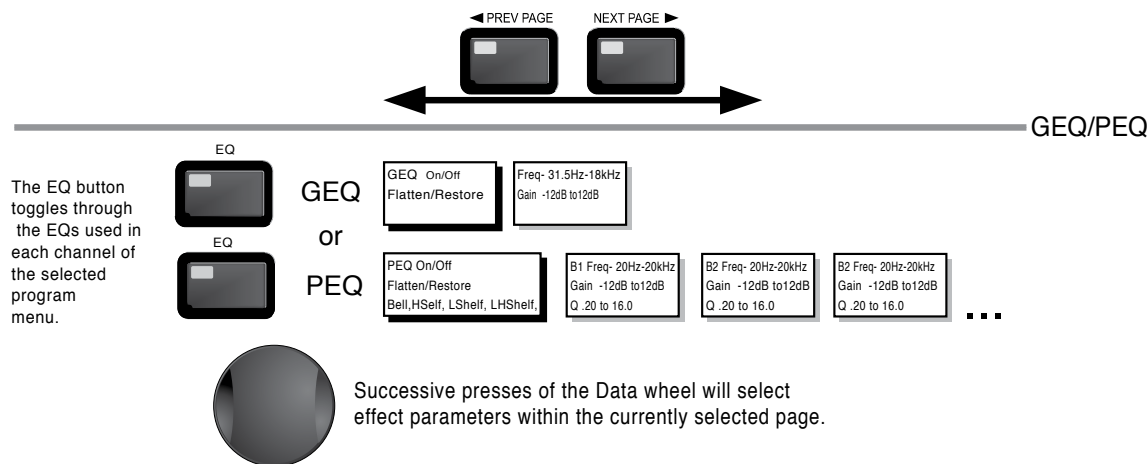 ◄ PREV PAGE
NEXT PAGE ►
GEQ/PEQ
The EQ button
toggles through
the EQs used in
each channel of
the selected
program
menu.
EQ
GEQ
GEQ On/Off
Flatten/Restore
Freq- 31.5Hz-18kHz
Gain -12dB to12dB
or
EQ
PEQ
PEQ On/Off
Flatten/Restore
Bell,HSelf, LShelf, LHShelf,
B1 Freq- 20Hz-20kHz
Gain -12dB to12dB
Q .20 to 16.0
B2 Freq- 20Hz-20kHz
Gain -12dB to12dB
Q .20 to 16.0
B2 Freq- 20Hz-20kHz
Gain -12dB to12dB
Q .20 to 16.0
...
Successive presses of the Data wheel will select
effect parameters within the currently selected page.